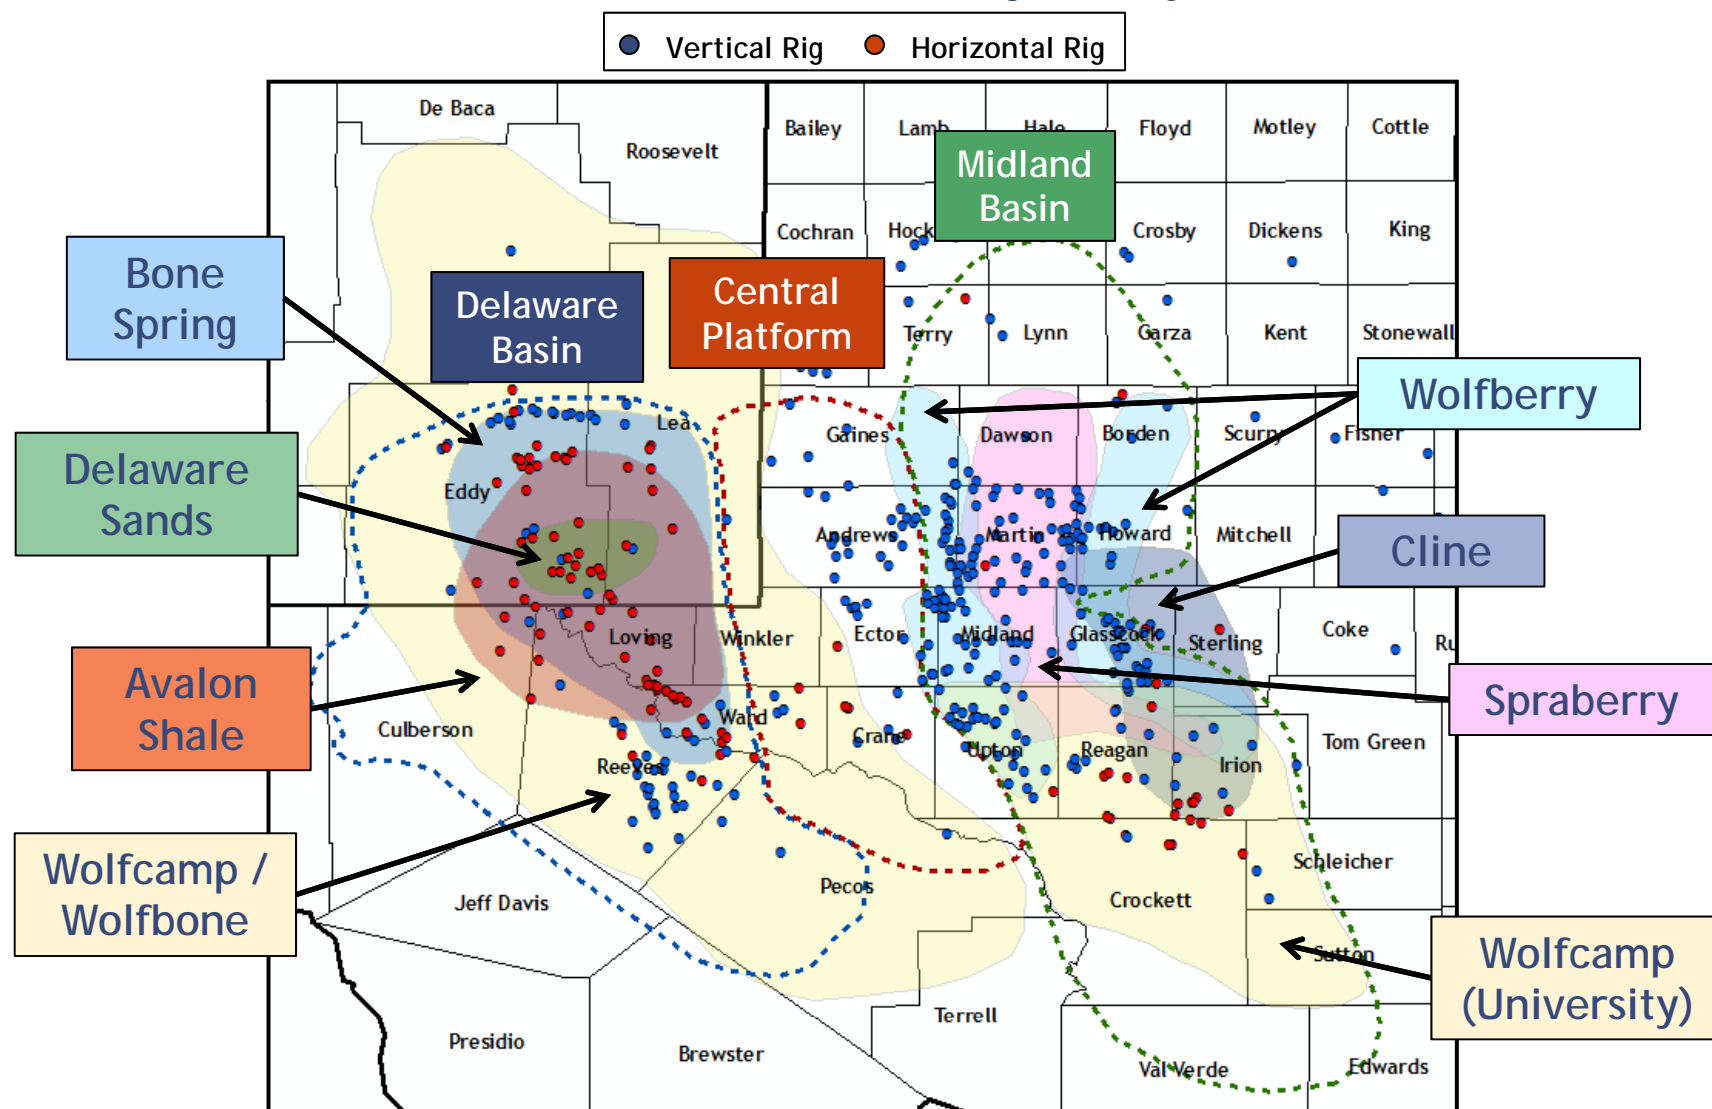 Vertical Rig
Horizontal Rig
De Baca
Roosevelt
Bailey
Lamb
Hale
Floyd
Motley
Cottle
Midland
Basin
Cochran
Hock
Crosby
Dickens
King
Bone
Spring
Delaware
Basin
Central
Platform
Terry
Lynn
Garza
Kent
Stonewall
Wolfberry
Lea
Gaines
Dawson
Borden
Scurry
Fisher
Delaware
Sands
Eddy
Andrews
Martin
Howard
Mitchell
Cline
Loving
Winkler
Ector
Midland
Glasscock
Sterling
Coke
Ru
Avalon
Shale
Culberson
Ward
Crane
Upton
Reagan
Irion
Tom Green
Spraberry
Reeves
Wolfcamp /
Wolfbone
Jeff Davis
Pecos
Crockett
Schleicher
Sutton
Wolfcamp
(University)
Presidio
Brewster
Terrell
Val Verde
Edwards